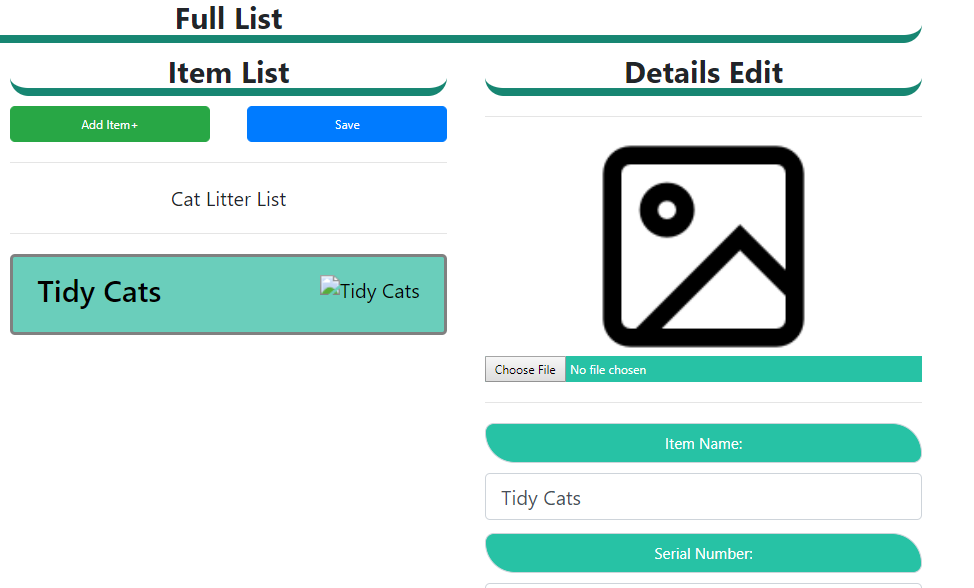 Full List
Item List
Add Item+
Save
Cat Litter List
Tidy Cats
Tidy Cats
Details Edit
Choose File No file chosen
Item Name:
Tidy Cats
Serial Number: